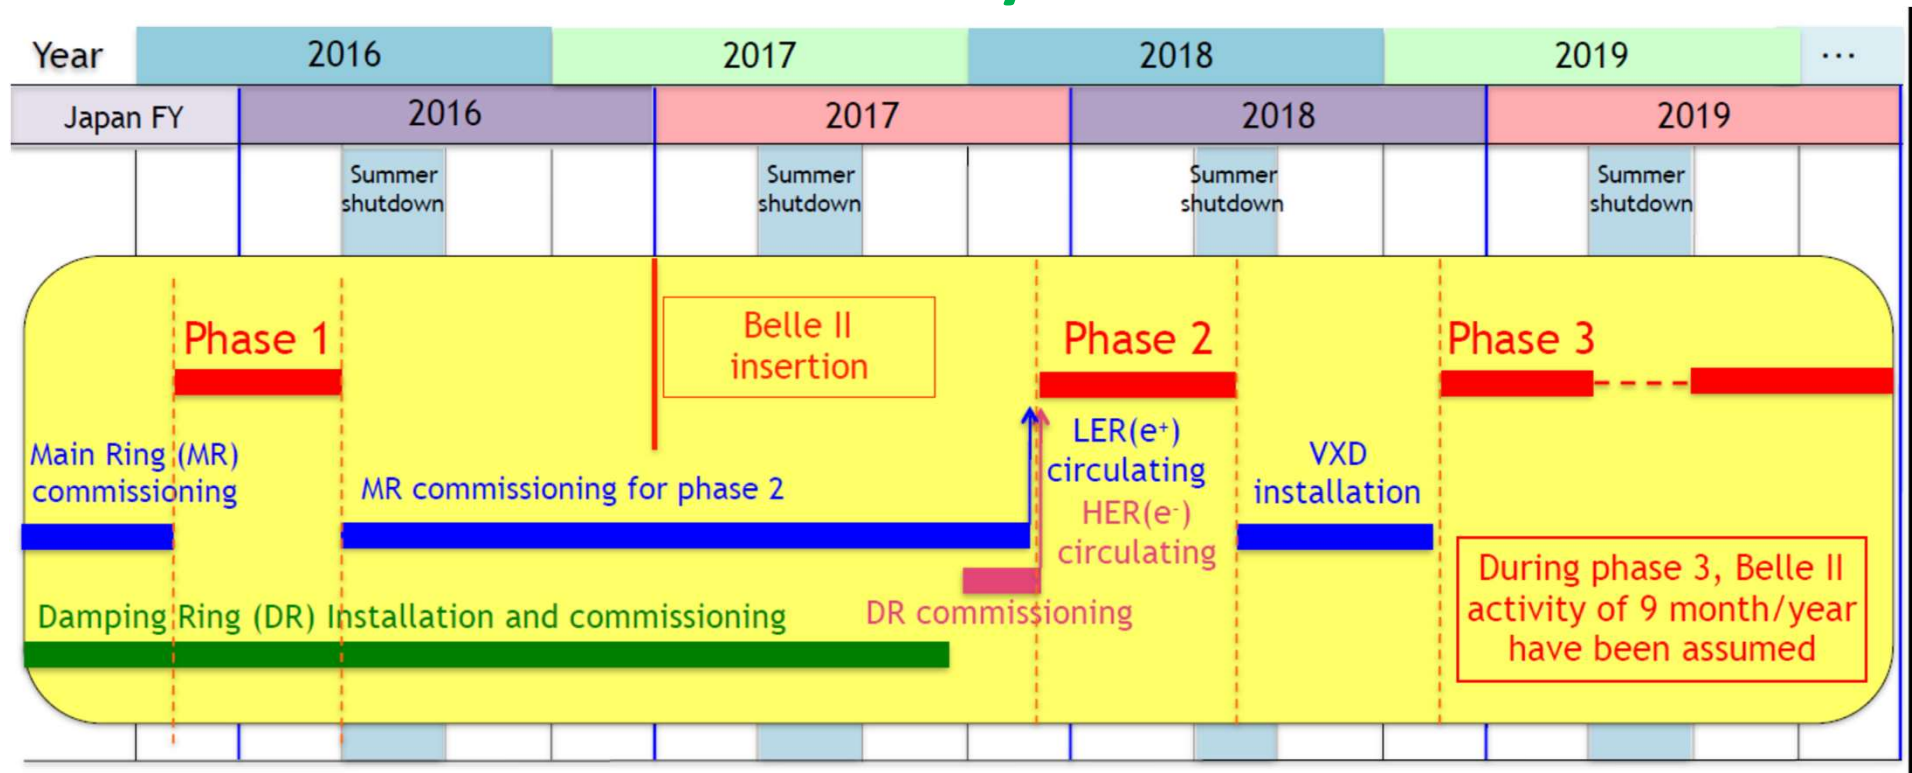 Year 2016 2017 2018 2019 ...
Japan FY 2016 2017 2018 2019
Summer
shutdown
Summer
shutdown
Summer
shutdown
Summer
shutdown
Phase 1
Belle II
insertion
Phase 2
Phase 3
Main Ring (MR)
commissioning
MR commissioning for phase 2
LER(e⁺)
circulating
HER(e⁻)
circulating
VXD
installation
DR commissioning
Damping Ring (DR) Installation and commissioning
During phase 3, Belle II
activity of 9 month/year
have been assumed